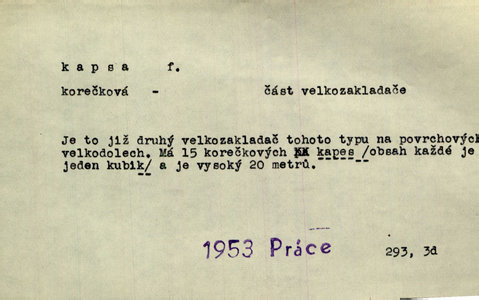 kapsa f.
korečková - část velkozakladače
Je to již druhý velkozakladač tohoto typu na povrchových
velkodolech. Má 15 korečkových kapes /obsah každé je
jeden kubik/ a je vysoký 20 metrů.
1953 Práce 293, 3d